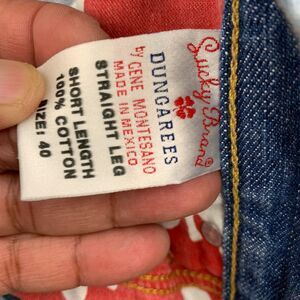 Lucky Brand
DUNGAREES
by GENE MONTESANO
MADE IN MEXICO
STRAIGHT LEG
SHORT LENGTH
100% COTTON
SIZE: 40